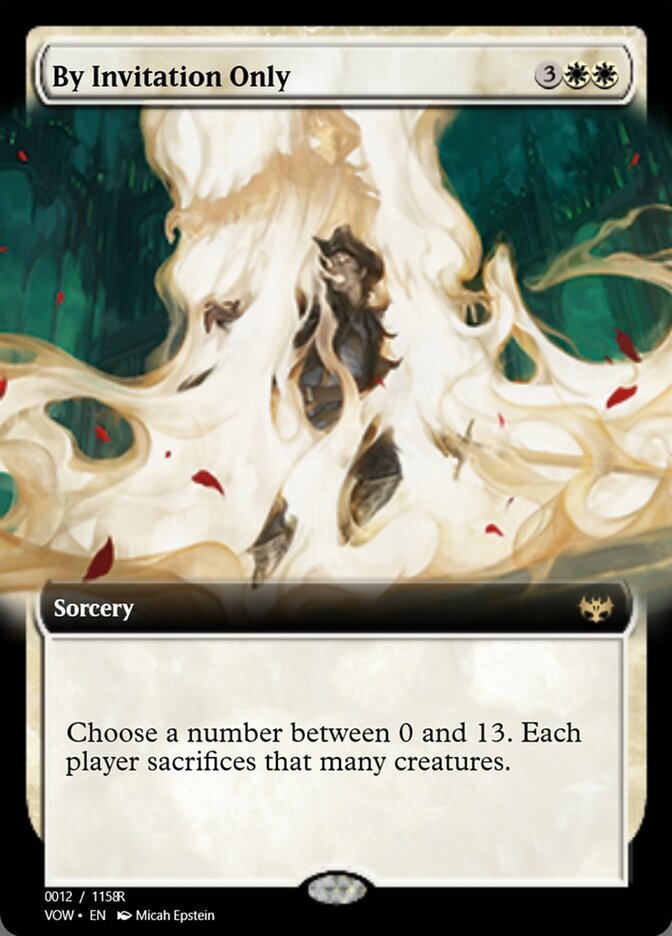 By Invitation Only 3
Sorcery
Choose a number between 0 and 13. Each
player sacrifices that many creatures.
0012 / 1158R
VOW • EN Micah Epstein